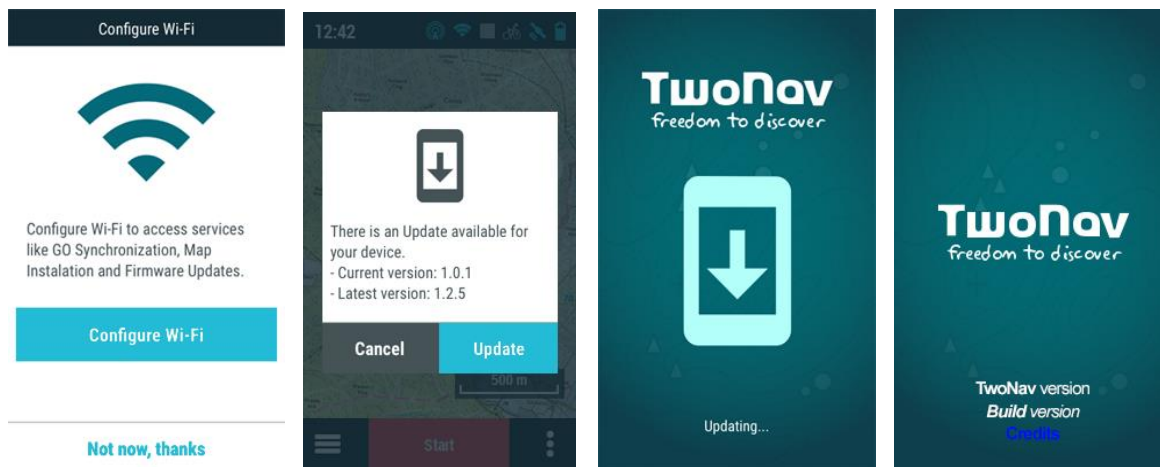 Configure Wi-Fi
Configure Wi-Fi to access services
like GO Synchronization, Map
Instalation and Firmware Updates.
Configure Wi-Fi
Not now, thanks
12:42
There is an Update available for
your device.
- Current version: 1.0.1
- Latest version: 1.2.5
Cancel
Update
500 m
Start
TwoNav
freedom to discover
Updating...
TwoNav
freedom to discover
TwoNav version
Build version
Credits